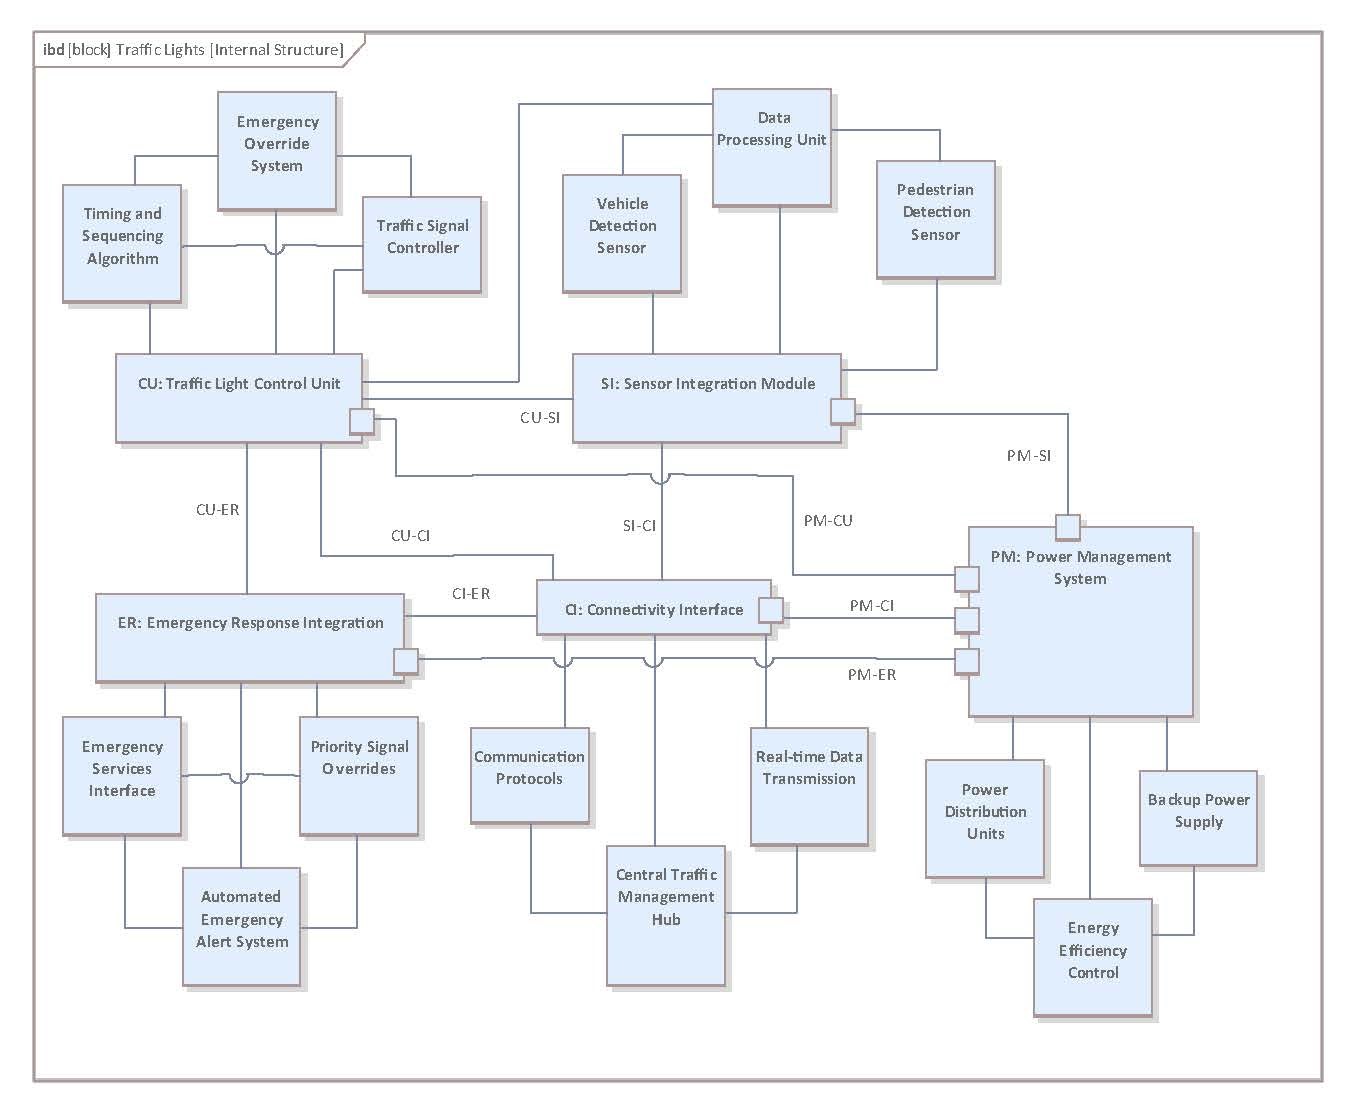 ibd [block] Traffic Lights [Internal Structure]
Emergency
Override
System
Data
Processing Unit
Timing and
Sequencing
Algorithm
Traffic Signal
Controller
Vehicle
Detection
Sensor
Pedestrian
Detection
Sensor
CU: Traffic Light Control Unit
SI: Sensor Integration Module
CU-SI
PM-SI
CU-ER
CU-CI
SI-CI
PM-CU
PM: Power Management
System
CI-ER
CI: Connectivity Interface
PM-CI
ER: Emergency Response Integration
PM-ER
Emergency
Services
Interface
Priority Signal
Overrides
Communication
Protocols
Real-time Data
Transmission
Power
Distribution
Units
Backup Power
Supply
Automated
Emergency
Alert System
Central Traffic
Management
Hub
Energy
Efficiency
Control